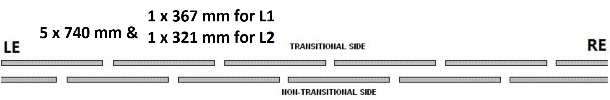 1 x 367 mm for L1
5 x 740 mm &
1 x 321 mm for L2
LE
TRANSITIONAL SIDE
RE
NON-TRANSITIONAL SIDE